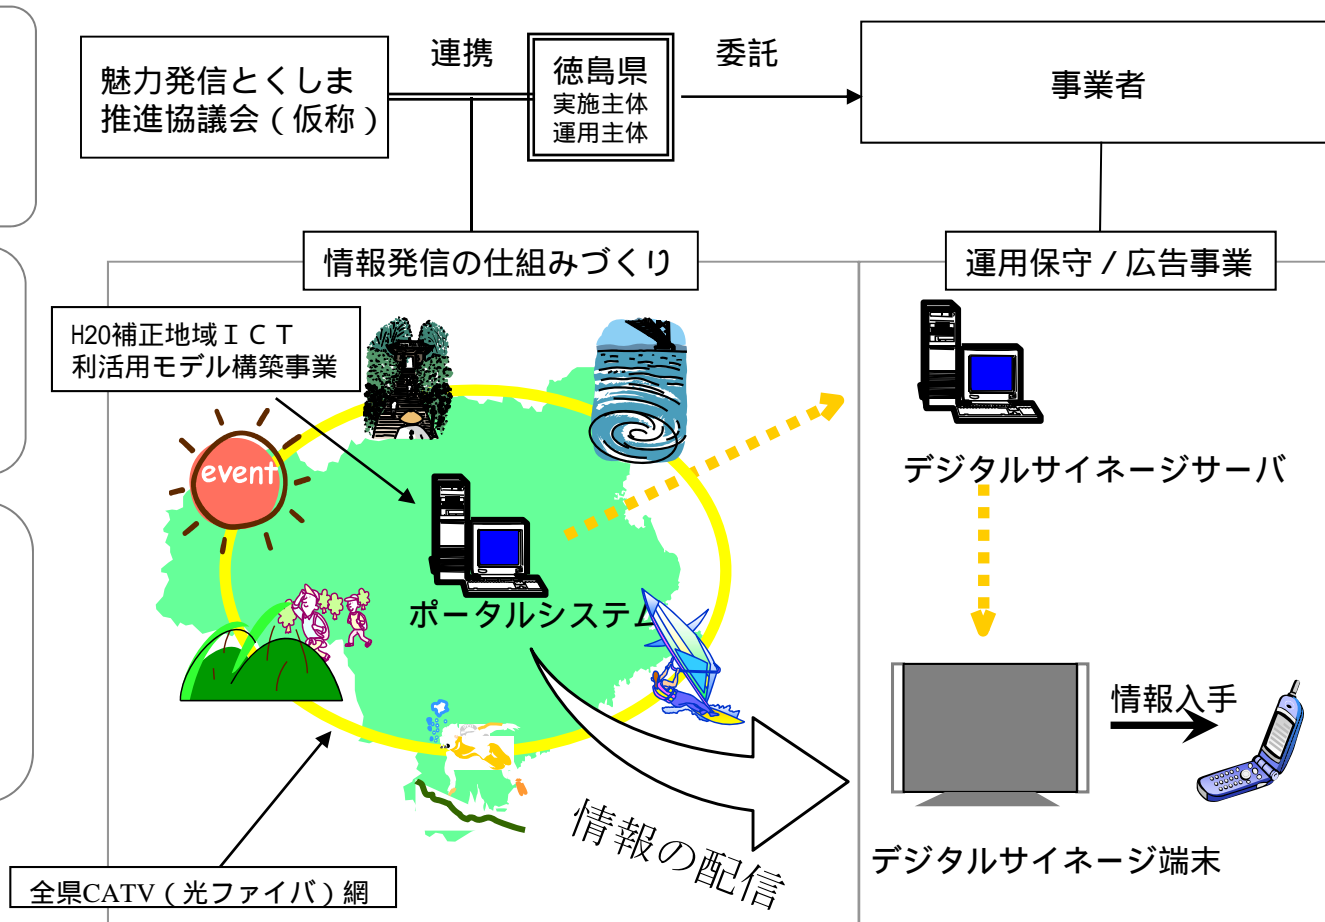 魅力発信とくしま
推進協議会(仮称)
連携
徳島県
実施主体
運用主体
委託
事業者
情報発信の仕組みづくり
運用保守/広告事業
H20補正地域ICT
利活用モデル構築事業
event
ポータルシステム
デジタルサイネージサーバ
情報入手
情報の配信
デジタルサイネージ端末
全県CATV(光ファイバ)網